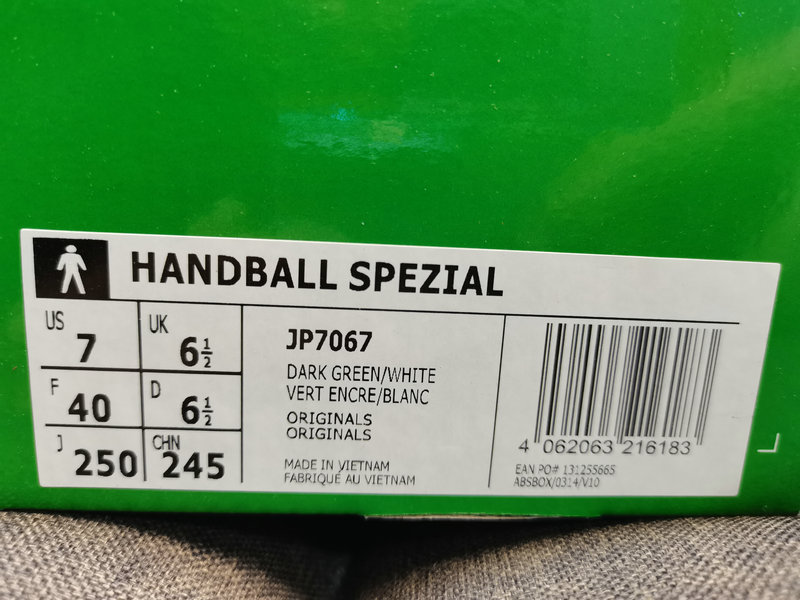 HANDBALL SPEZIAL
US 7 UK 6½
F 40 D 6½
J 250 CHN 245
JP7067
DARK GREEN/WHITE
VERT ENCRE/BLANC
ORIGINALS
ORIGINALS
MADE IN VIETNAM
FABRIQUÉ AU VIETNAM
4 062063 216183
EAN PO# 131255665
ABSBOX/0314/V10